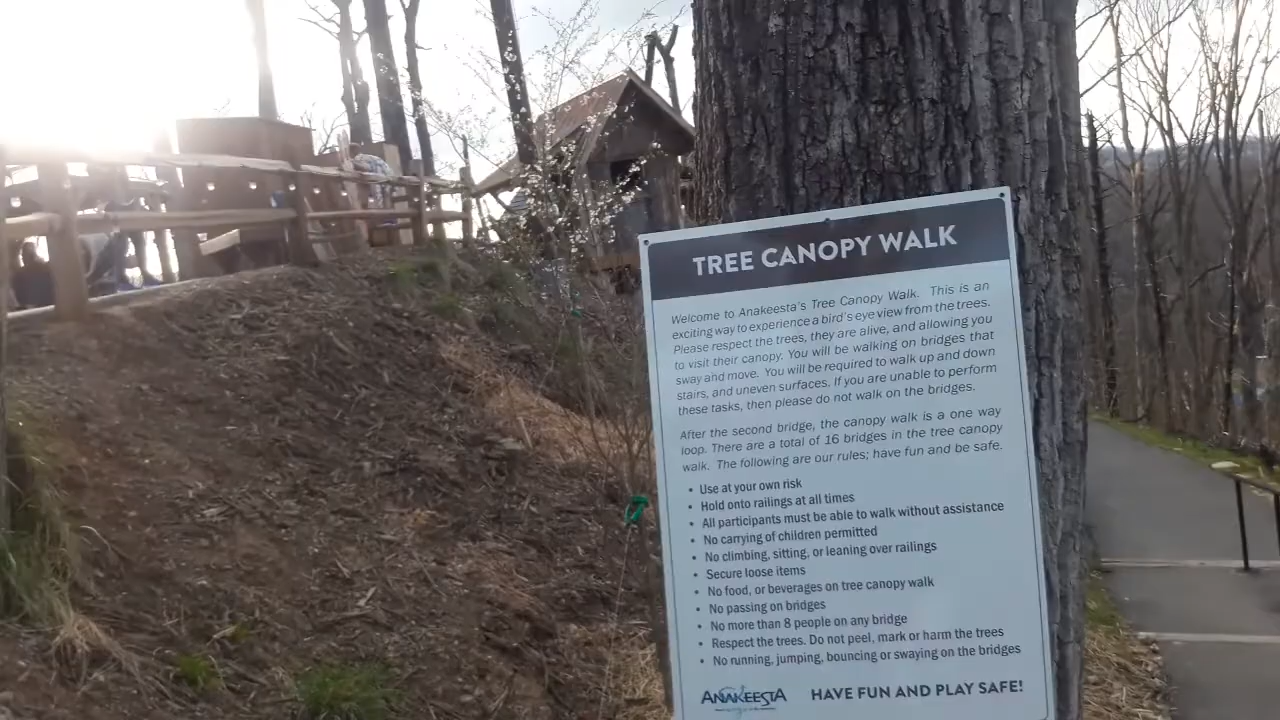 TREE CANOPY WALK
Welcome to Anakeesta's Tree Canopy Walk. This is an
exciting way to experience a bird's eye view from the trees.
Please respect the trees, they are alive, and allowing you
to visit their canopy. You will be walking on bridges that
sway and move. You will be required to walk up and down
stairs, and uneven surfaces. If you are unable to perform
these tasks, then please do not walk on the bridges.
After the second bridge, the canopy walk is a one way
loop. There are a total of 16 bridges in the tree canopy
walk. The following are our rules; have fun and be safe.
• Use at your own risk
• Hold onto railings at all times
• All participants must be able to walk without assistance
• No carrying of children permitted
• No climbing, sitting, or leaning over railings
• Secure loose items
• No food, or beverages on tree canopy walk
• No passing on bridges
• No more than 8 people on any bridge
• Respect the trees. Do not peel, mark or harm the trees
• No running, jumping, bouncing or swaying on the bridges
ANAKEESTA HAVE FUN AND PLAY SAFE!